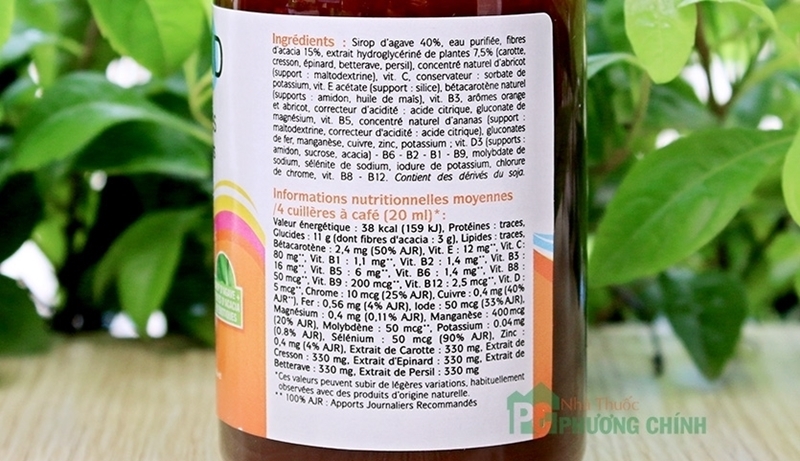 Ingrédients : Sirop d'agave 40%, eau purifiée, fibres
d'acacia 15%, extrait hydroglycériné de plantes 7,5% (carotte,
cresson, épinard, betterave, persil), concentré naturel d'abricot
(support : maltodextrine), vit. C, conservateur : sorbate de
potassium, vit. E acétate (support : silice), bétacarotène naturel
(supports : amidon, huile de maïs), vit. B3, arômes orange
et abricot, correcteur d'acidité : acide citrique, gluconate de
magnésium, vit. B5, concentré naturel d'ananas (support :
maltodextrine, correcteur d'acidité : acide citrique), gluconates
de fer, manganèse, cuivre, zinc, potassium : vit. D3 (supports :
amidon, sucrose, acacia) - B6 - B2 - B1 - B9, molybdate de
sodium, sélénite de sodium, iodure de potassium, chlorure
de chrome, vit. B8 - B12. Contient des dérivés du soja.
Informations nutritionnelles moyennes
/4 cuillères à café (20 ml)* :
Valeur énergétique : 38 kcal (159 kJ), Protéines : traces,
Glucides : 11 g (dont fibres d'acacia : 3 g), Lipides : traces,
Bétacarotène : 2,4 mg (50% AJR), Vit. E : 12 mg**, Vit. C :
80 mg**, Vit. B1 : 1,1 mg**, Vit. B2 : 1,4 mg**, Vit. B3 :
16 mg**, Vit. B5 : 6 mg**, Vit. B6 : 1,4 mg**, Vit. B8 :
50 mcg**, Vit. B9 : 200 mcg**, Vit. B12 : 2,5 mcg**, Vit. D :
5 mcg**, Chrome : 10 mcg (25% AJR), Cuivre : 0,4 mg (40%
AJR**), Fer : 0,56 mg (4% AJR), Iode : 50 mcg (33% AJR),
Magnésium : 0,4 mg (0,11% AJR), Manganèse : 400 mcg
(20% AJR), Molybdène : 50 mcg**, Potassium : 0.04 mg
(0.8% AJR), Sélénium : 50 mcg (90% AJR), Zinc :
0,4 mg (4% AJR), Extrait de Carotte : 330 mg, Extrait de
Cresson : 330 mg, Extrait d'Epinard : 330 mg, Extrait de
Betterave : 330 mg, Extrait de Persil : 330 mg
*Ces valeurs peuvent subir de légères variations, habituellement
observées avec des produits d'origine naturelle.
** 100% AJR : Apports Journaliers Recommandés
Nhà Thuốc
PHƯƠNG CHÍNH